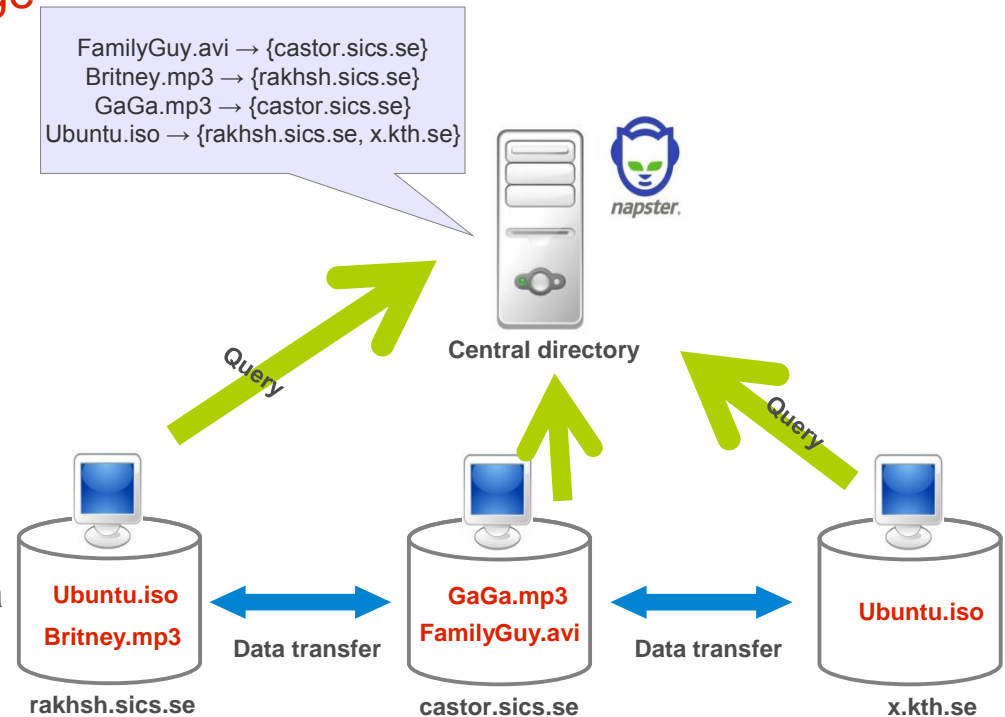 FamilyGuy.avi → {castor.sics.se}
Britney.mp3 → {rakhsh.sics.se}
GaGa.mp3 → {castor.sics.se}
Ubuntu.iso → {rakhsh.sics.se, x.kth.se}
napster.
Central directory
Query
Query
Ubuntu.iso
Britney.mp3
Data transfer
GaGa.mp3
FamilyGuy.avi
Data transfer
Ubuntu.iso
rakhsh.sics.se
castor.sics.se
x.kth.se